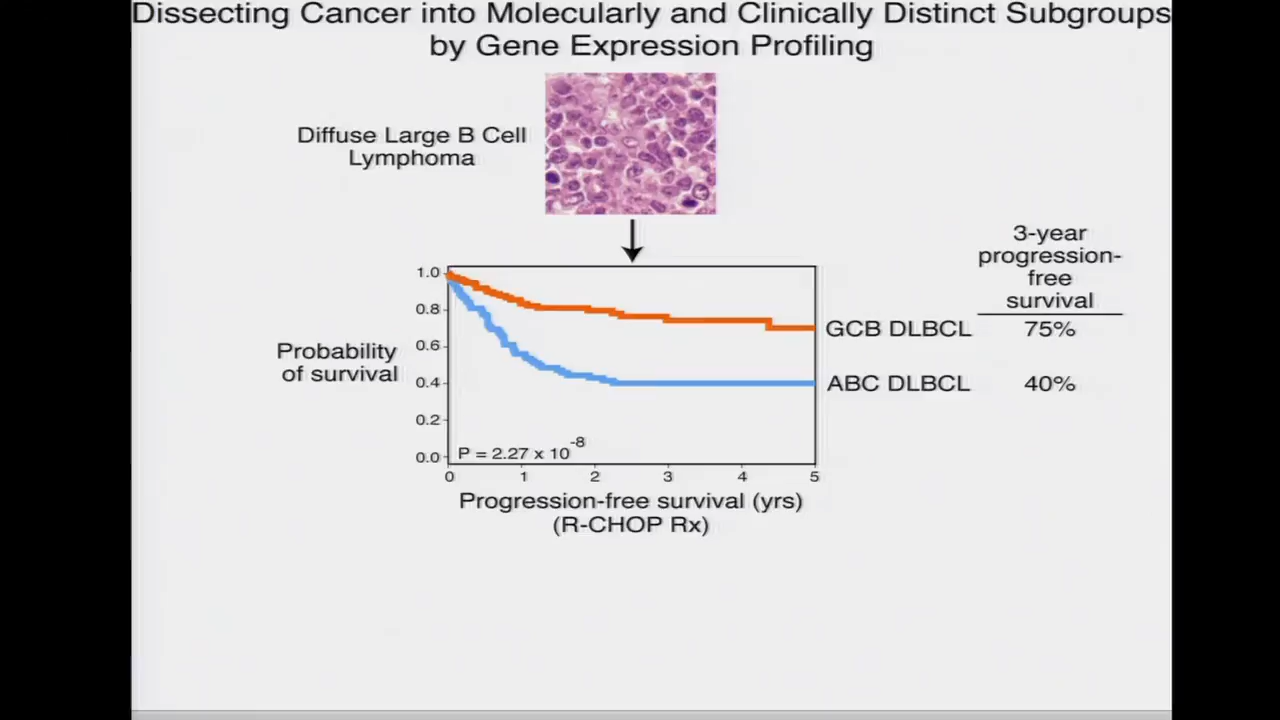 Dissecting Cancer into Molecularly and Clinically Distinct Subgroups
by Gene Expression Profiling
Diffuse Large B Cell
Lymphoma
3-year
progression-
free
survival
1.0
0.8
0.6
0.4
0.2
0.0
Probability
of survival
GCB DLBCL 75%
ABC DLBCL 40%
P = 2.27 x 10-8
0 1 2 3 4 5
Progression-free survival (yrs)
(R-CHOP Rx)